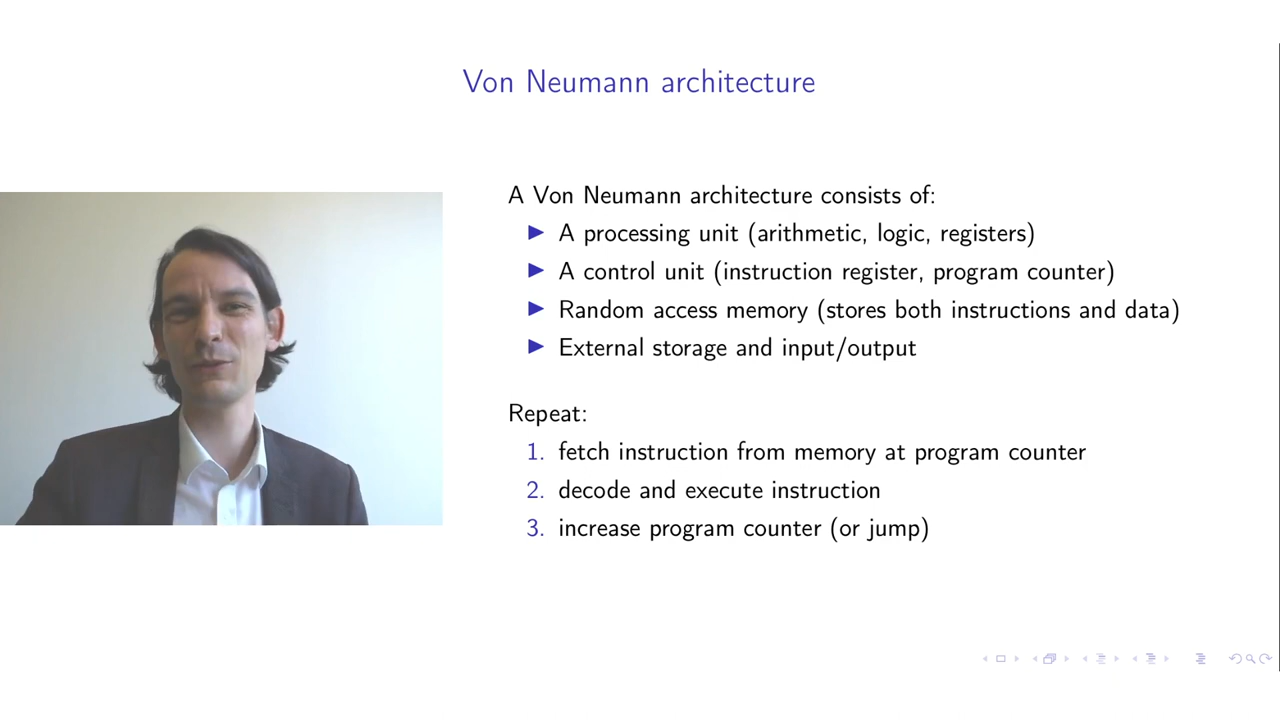 Von Neumann architecture
A Von Neumann architecture consists of:
▶ A processing unit (arithmetic, logic, registers)
▶ A control unit (instruction register, program counter)
▶ Random access memory (stores both instructions and data)
▶ External storage and input/output
Repeat:
1. fetch instruction from memory at program counter
2. decode and execute instruction
3. increase program counter (or jump)